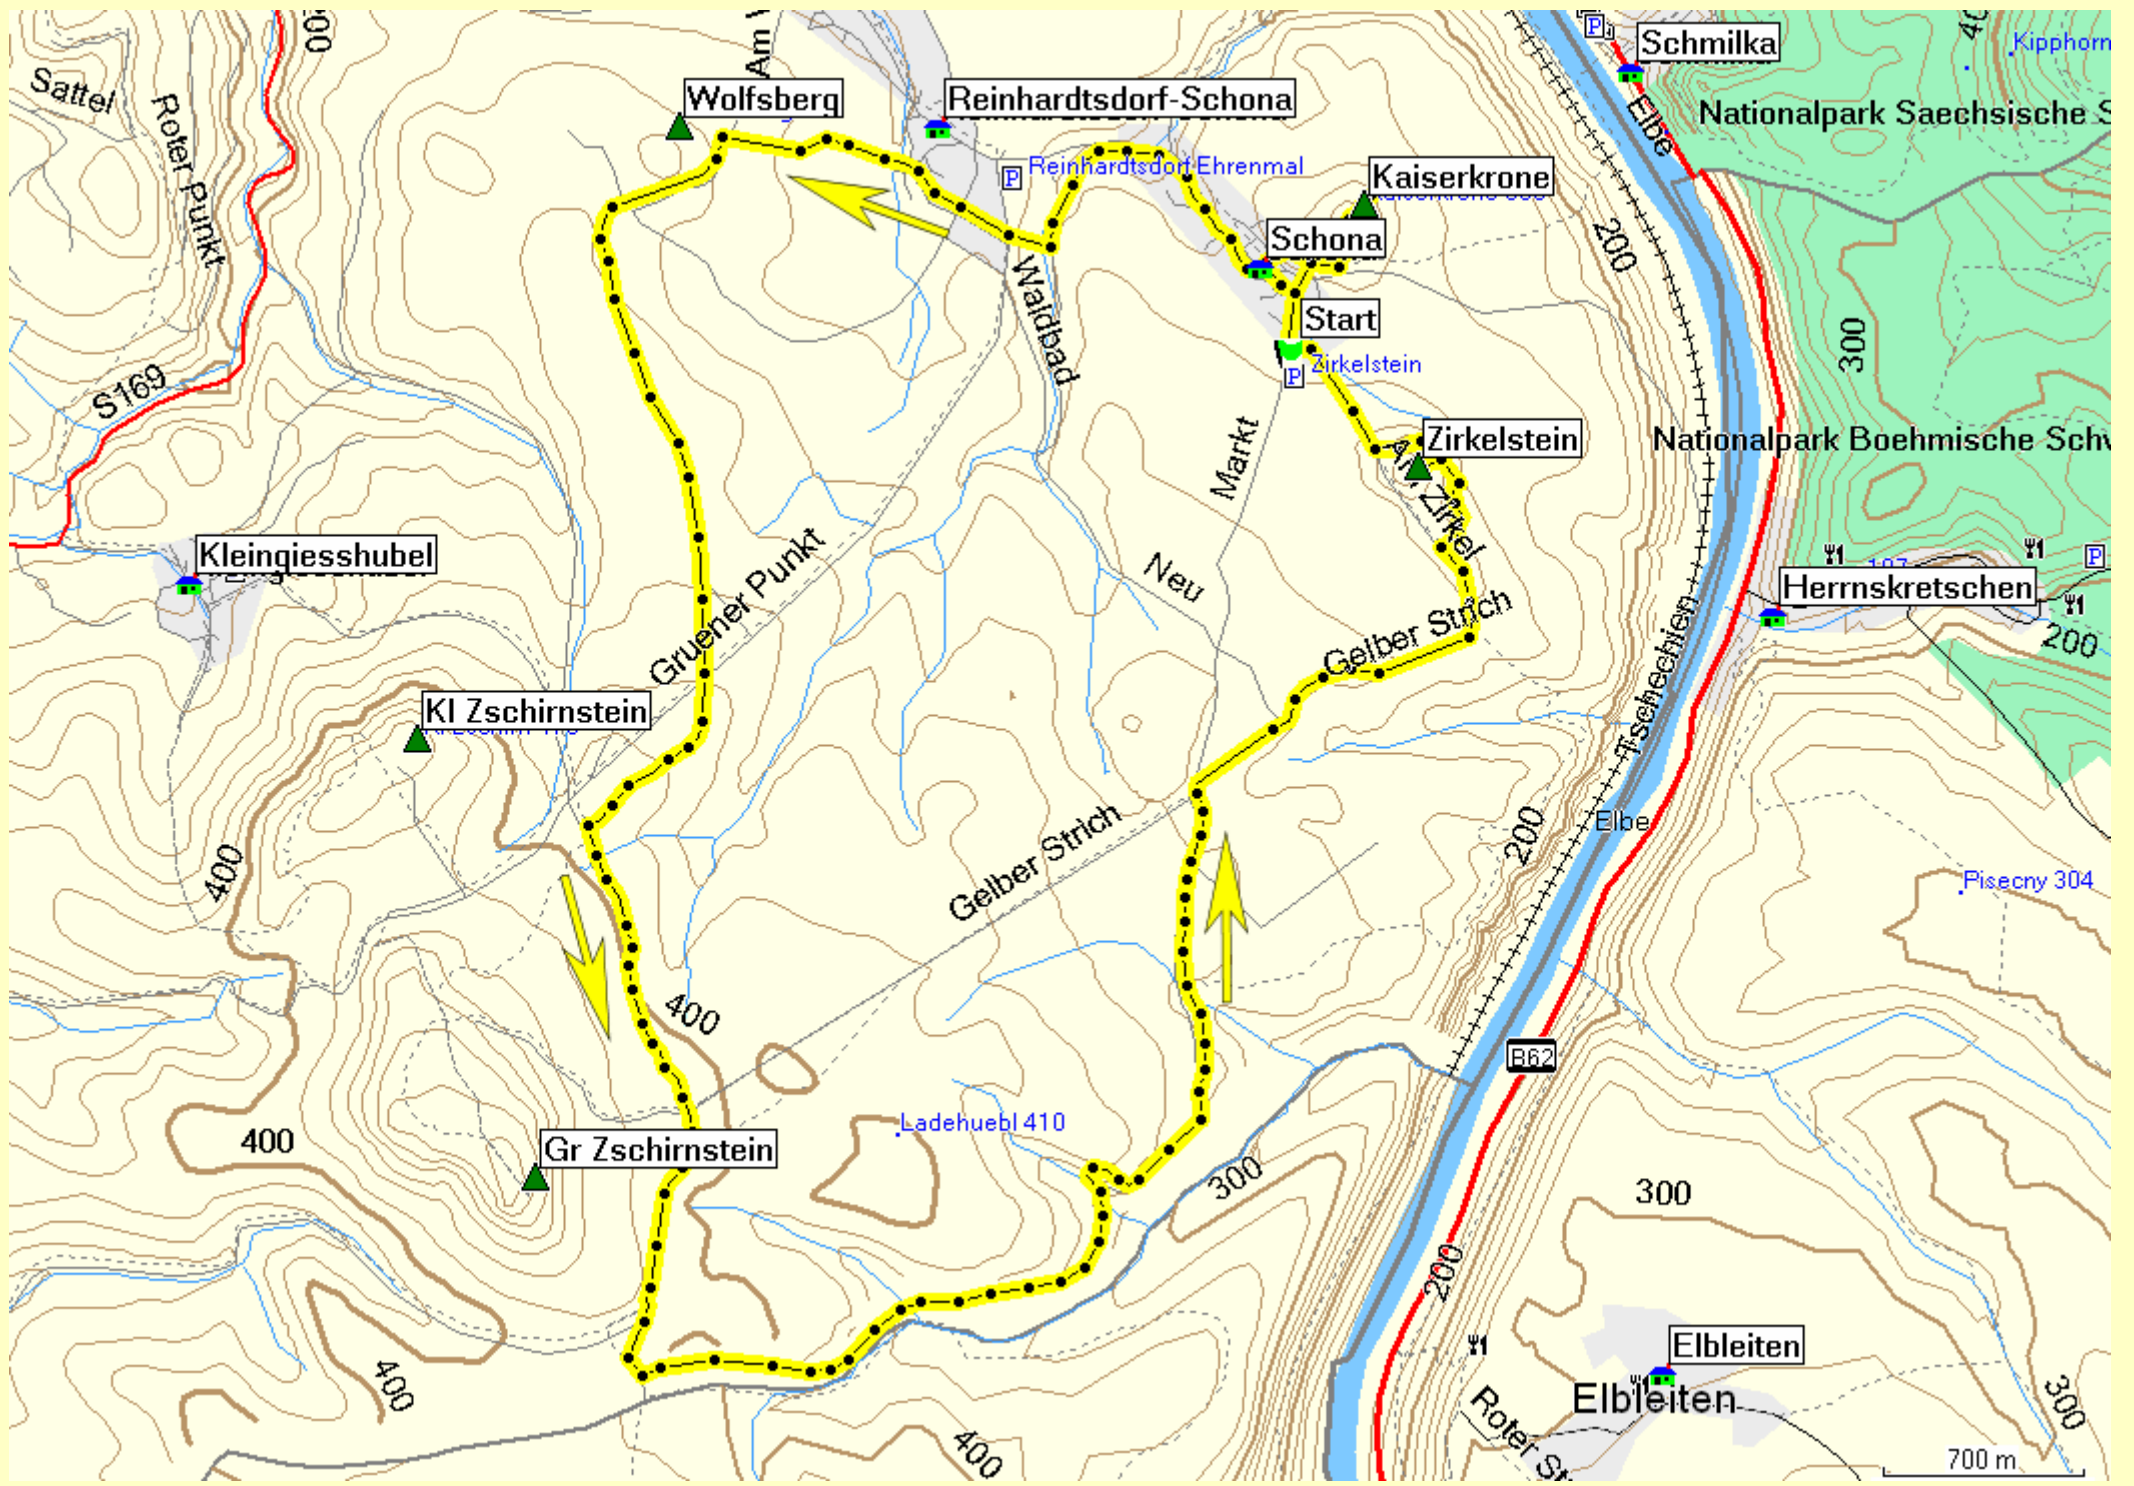 Schmilka
Kipphorn
Sattel
Am
Wolfsberg
Reinhardtsdorf-Schona
Nationalpark Saechsische S
Elbe
Roter Punkt
Reinhardtsdorf Ehrenmal
P
P
Kaiserkrone
Schona
200
Waldbad
Start
300
Zirkelstein
P
S169
Markt
Zirkelstein
Nationalpark Boehmische Schw
Am Zirkel
Kleingiesshubel
Gruener Punkt
Neu
P
Herrnskretschen
Gelber Strich
200
Tschechien
Kl Zschirnstein
400
Gelber Strich
200
Elbe
Pisecny 304
400
B62
Ladehuebl 410
400
Gr Zschirnstein
300
300
200
Elbleiten
Elbleiten
400
Roter St
300
400
700 m